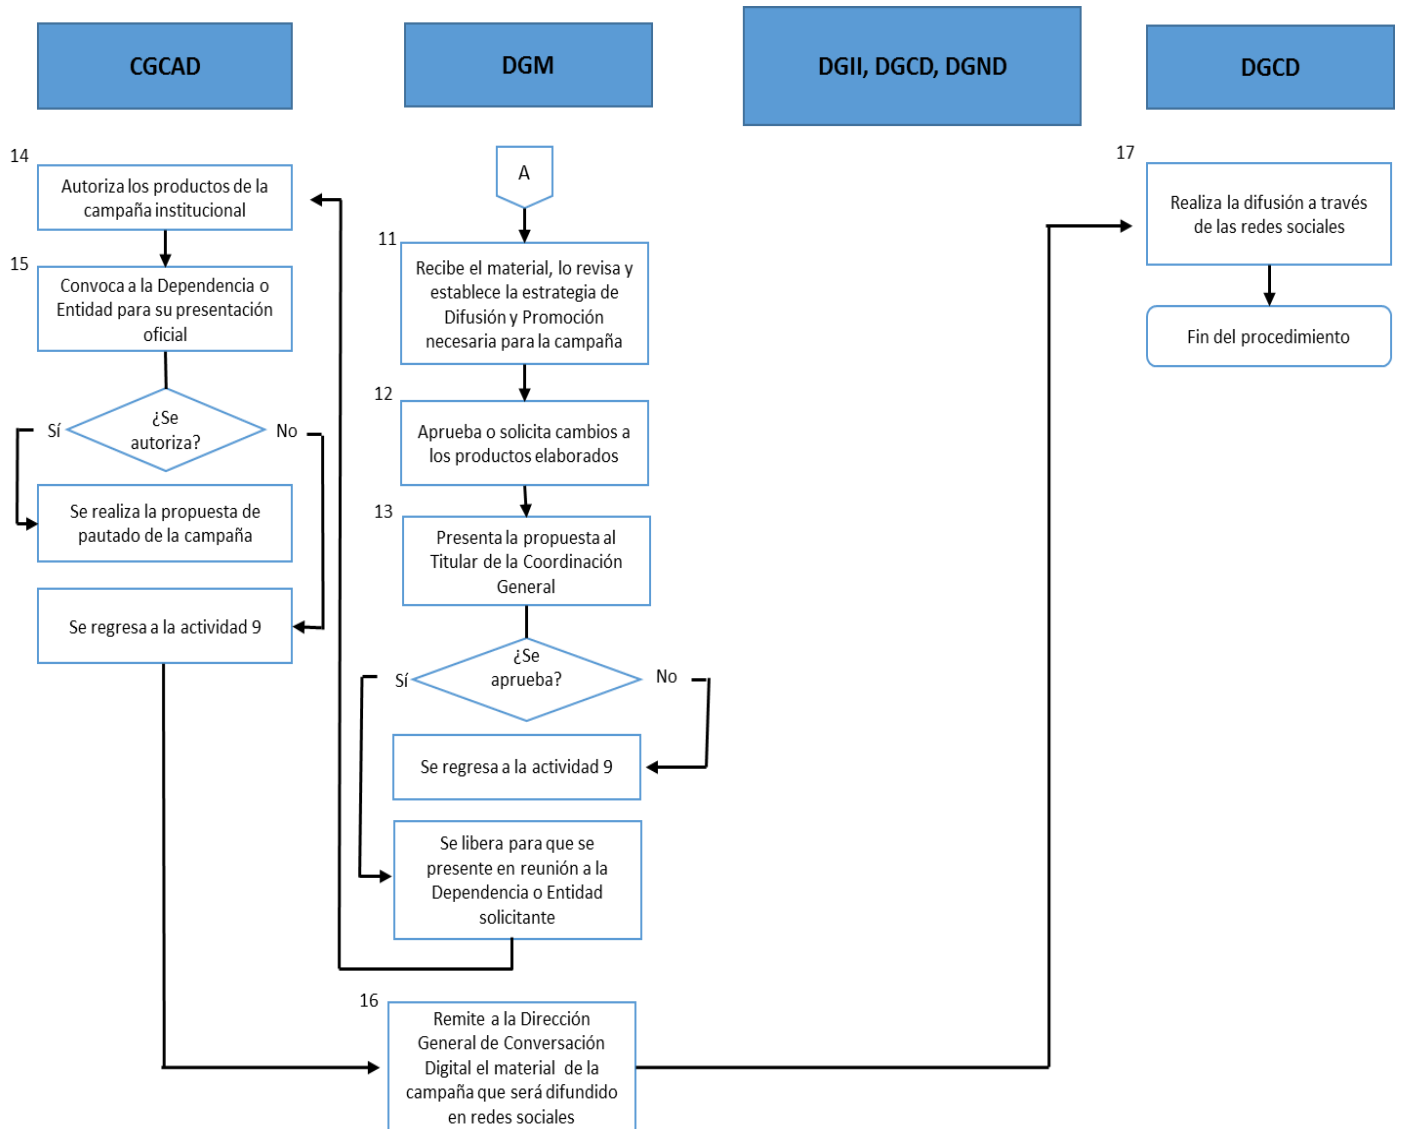 CGCAD
DGM
DGII, DGCD, DGND
DGCD
14
Autoriza los productos de la
campaña institucional
15
Convoca a la Dependencia o
Entidad para su presentación
oficial
¿Se
autoriza?
Sí
No
Se realiza la propuesta de
pautado de la campaña
Se regresa a la actividad 9
A
11
Recibe el material, lo revisa y
establece la estrategia de
Difusión y Promoción
necesaria para la campaña
12
Aprueba o solicita cambios a
los productos elaborados
13
Presenta la propuesta al
Titular de la Coordinación
General
¿Se
aprueba?
Sí
No
Se regresa a la actividad 9
Se libera para que se
presente en reunión a la
Dependencia o Entidad
solicitante
16
Remite a la Dirección
General de Conversación
Digital el material de la
campaña que será difundido
en redes sociales
17
Realiza la difusión a través
de las redes sociales
Fin del procedimiento